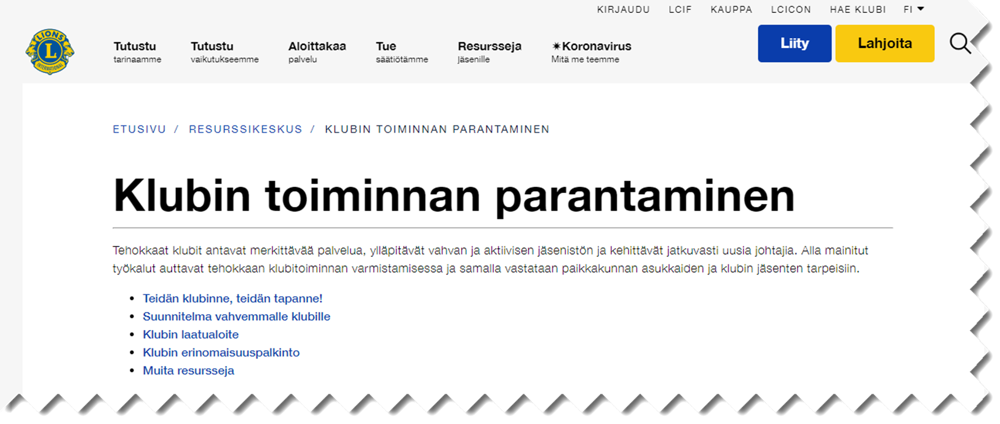 KIRJAUDU LCIF KAUPPA LCICON HAE KLUBI FI
LIONS
L
INTERNATIONAL
Tutustu Tutustu Aloittakaa Tue Resursseja ✷Koronavirus
tarinaamme vaikutukseemme palvelu säätiötämme Jäsenille Mitä me teemme
Liity Lahjoita
ETUSIVU / RESURSSIKESKUS / KLUBIN TOIMINNAN PARANTAMINEN
Klubin toiminnan parantaminen
Tehokkaat klubit antavat merkittävää palvelua, ylläpitävät vahvan ja aktiivisen jäsenistön ja kehittävät jatkuvasti uusia johtajia. Alla mainitut
työkalut auttavat tehokkaan klubitoiminnan varmistamisessa ja samalla vastataan paikkakunnan asukkaiden ja klubin jäsenten tarpeisiin.
• Teidän klubinne, teidän tapanne!
• Suunnitelma vahvemmalle klubille
• Klubin laatualoite
• Klubin erinomaisuuspalkinto
• Muita resursseja